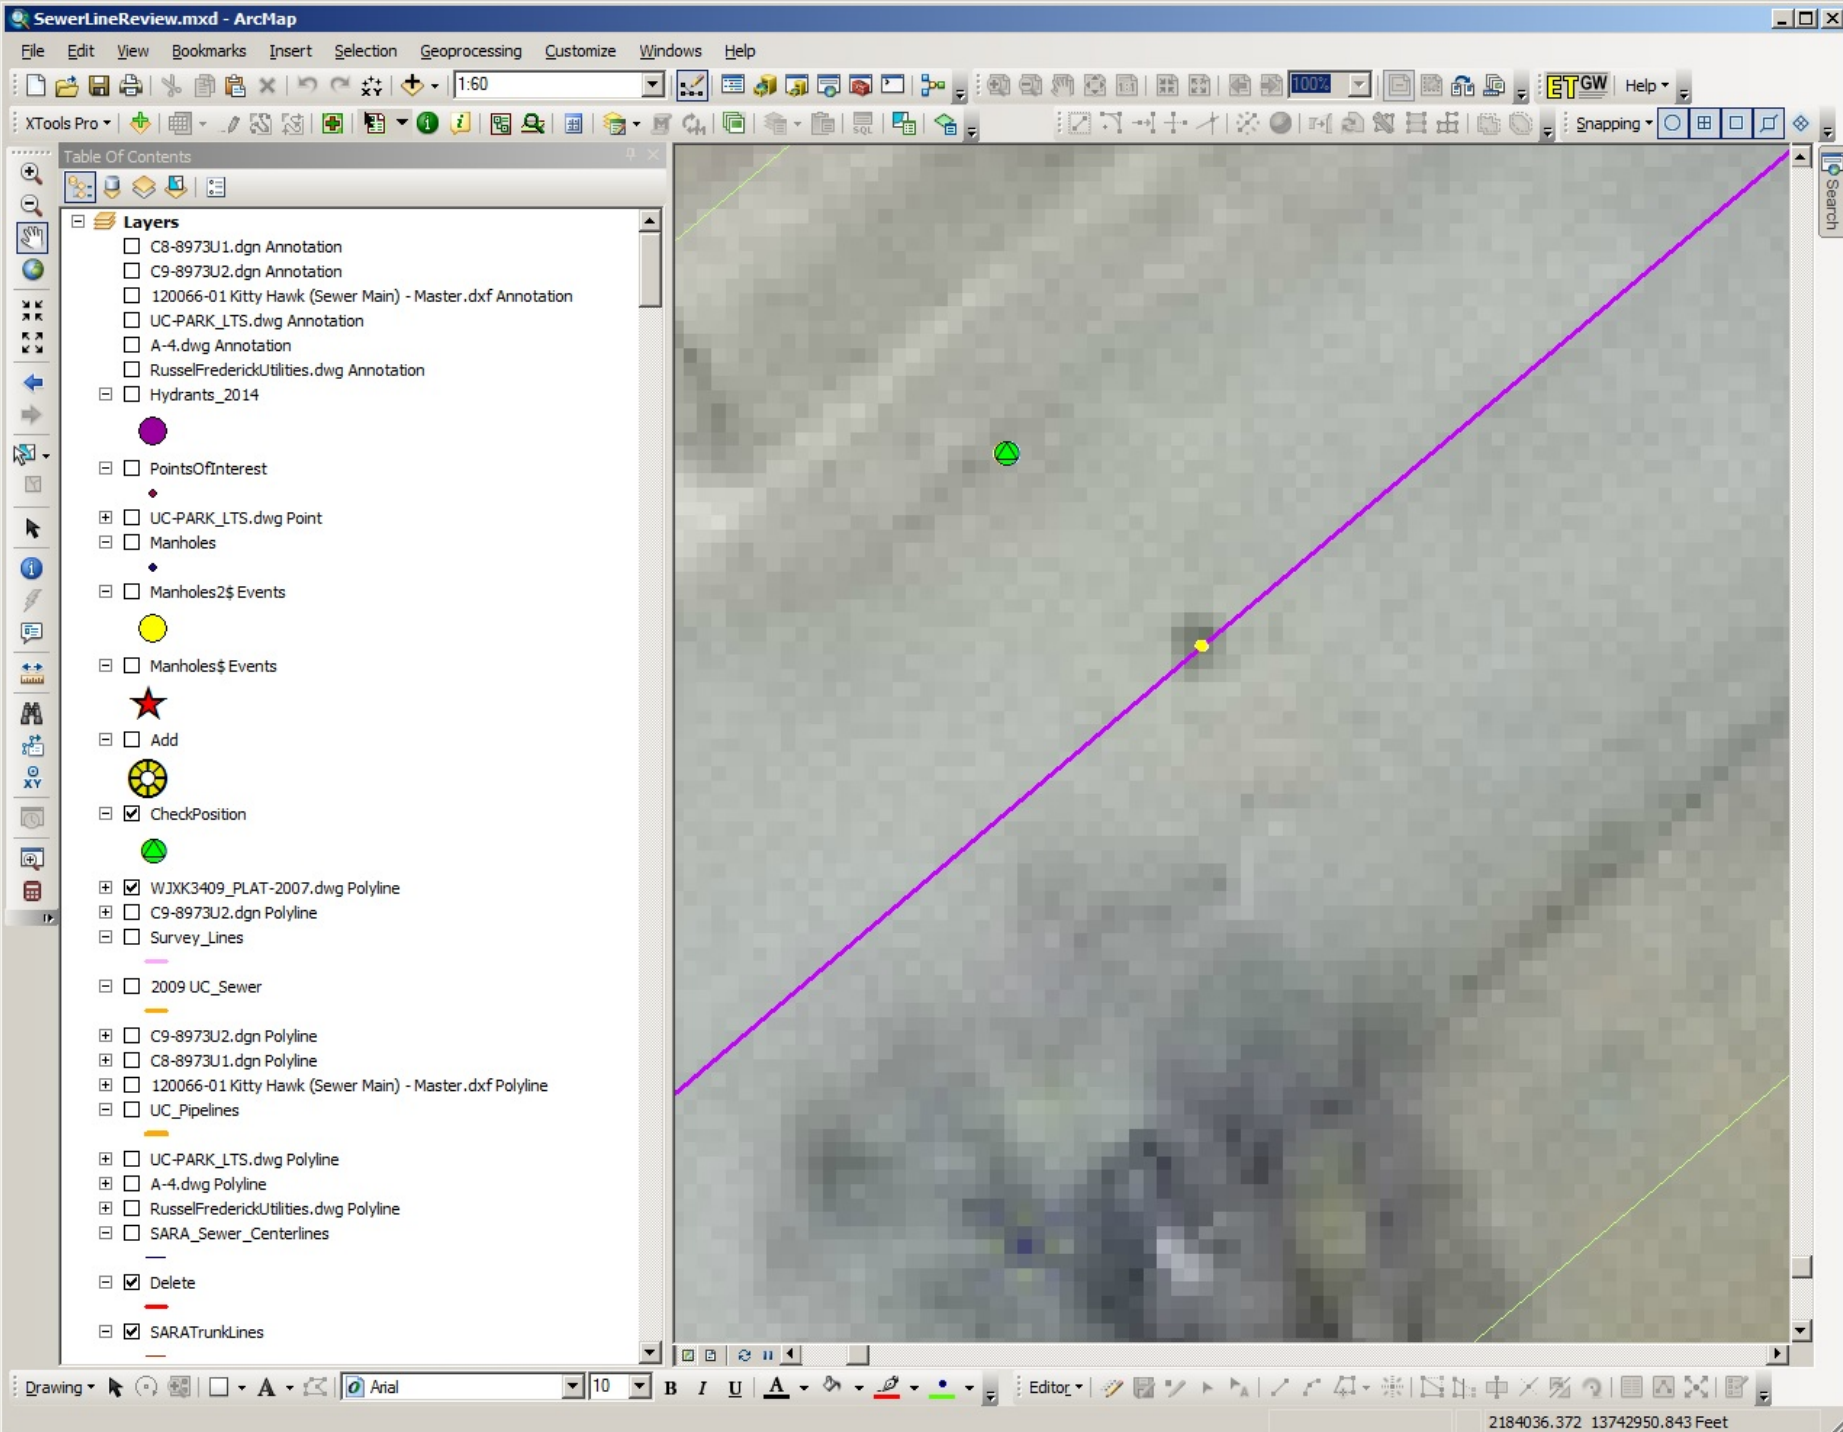 SewerLineReview.mxd - ArcMap
File Edit View Bookmarks Insert Selection Geoprocessing Customize Windows Help
1:60 100% ET GW Help
XTools Pro SQL Snapping
Table Of Contents
Search
Layers
C8-8973U1.dgn Annotation
C9-8973U2.dgn Annotation
120066-01 Kitty Hawk (Sewer Main) - Master.dxf Annotation
UC-PARK_LTS.dwg Annotation
A-4.dwg Annotation
RusselFrederickUtilities.dwg Annotation
Hydrants_2014
PointsOfInterest
UC-PARK_LTS.dwg Point
Manholes
Manholes2$ Events
Manholes$ Events
Add
XY
CheckPosition
WJXK3409_PLAT-2007.dwg Polyline
C9-8973U2.dgn Polyline
Survey_Lines
2009 UC_Sewer
C9-8973U2.dgn Polyline
C8-8973U1.dgn Polyline
120066-01 Kitty Hawk (Sewer Main) - Master.dxf Polyline
UC_Pipelines
UC-PARK_LTS.dwg Polyline
A-4.dwg Polyline
RusselFrederickUtilities.dwg Polyline
SARA_Sewer_Centerlines
Delete
SARATrunkLines
Drawing A Arial 10 B I U A Editor
2184036.372 13742950.843 Feet